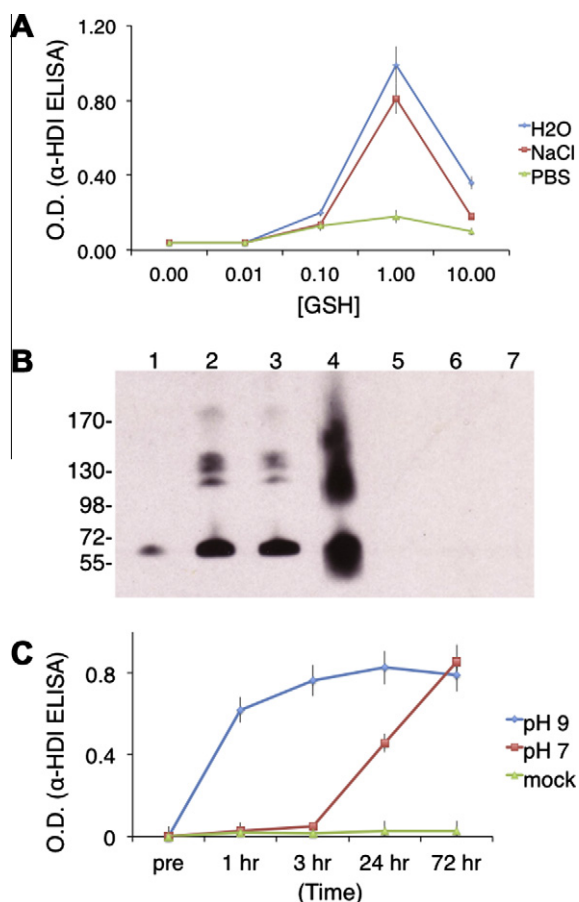 A
O.D. (α-HDI ELISA)
1.20
0.80
0.40
0.00
0.00 0.01 0.10 1.00 10.00
[GSH]
H2O
NaCl
PBS
B
1 2 3 4 5 6 7
170-
130-
98-
72-
55-
C
O.D. (α-HDI ELISA)
0.8
0.4
0
pre 1 hr 3 hr 24 hr 72 hr
(Time)
pH 9
pH 7
mock